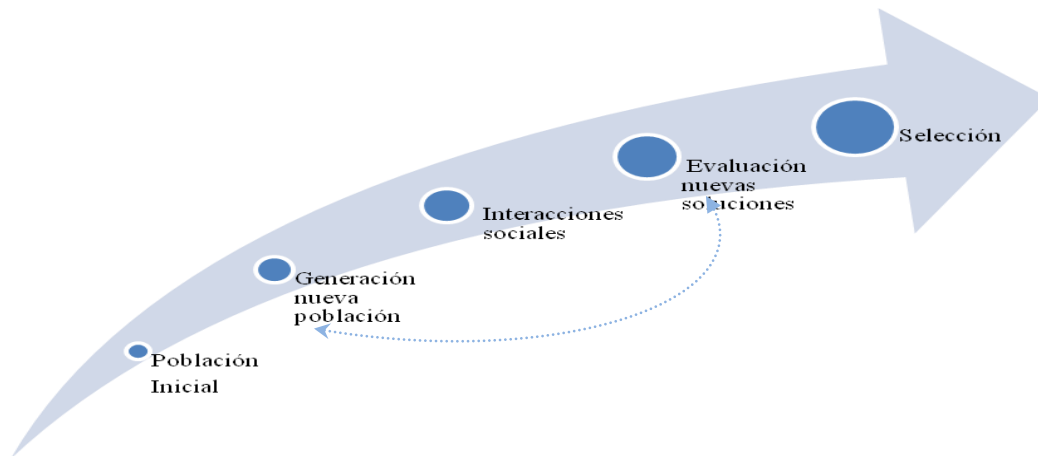 Población
Inicial
Generación
nueva
población
Interacciones
sociales
Evaluación
nuevas
soluciones
Selección